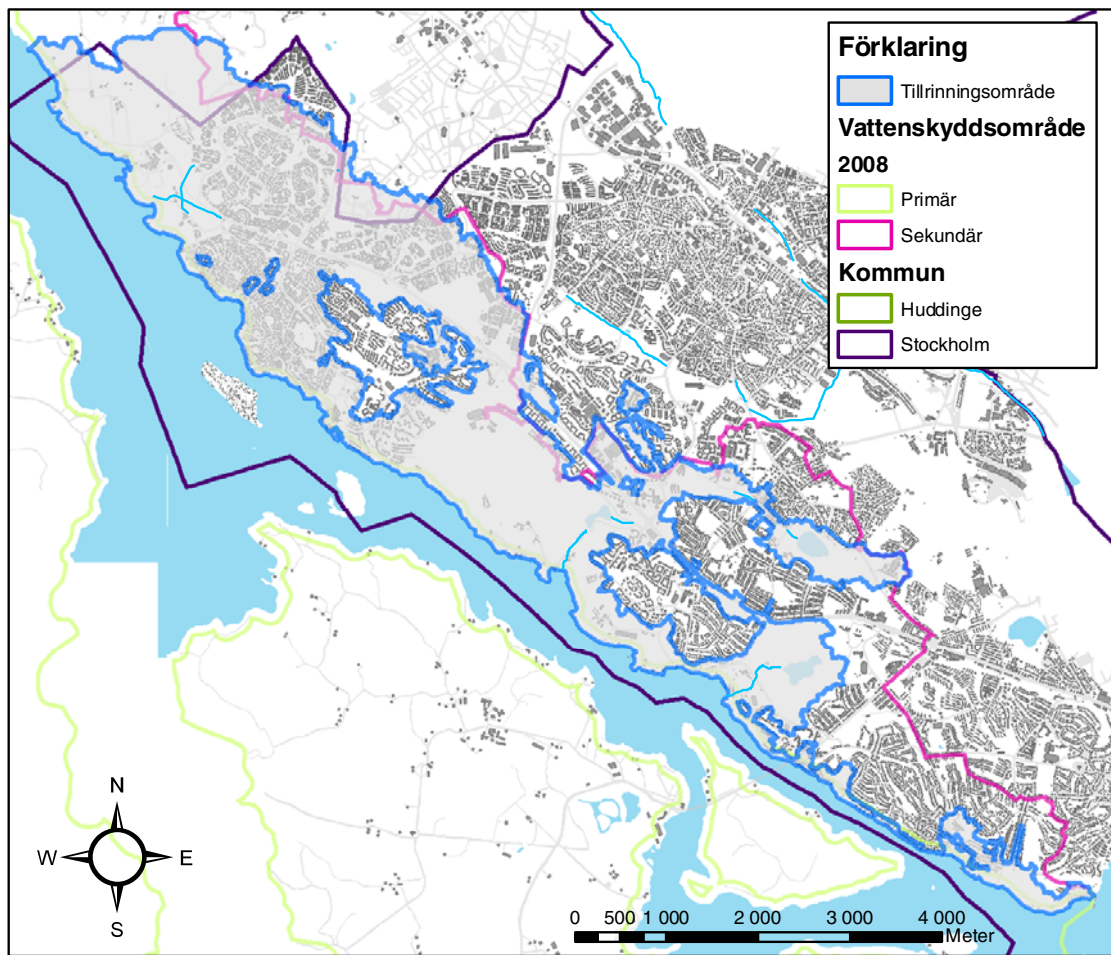 Förklaring
Tillrinningsområde
Vattenskyddsområde
2008
Primär
Sekundär
Kommun
Huddinge
Stockholm
N
W E
S
0 500 1 000 2 000 3 000 4 000
Meter